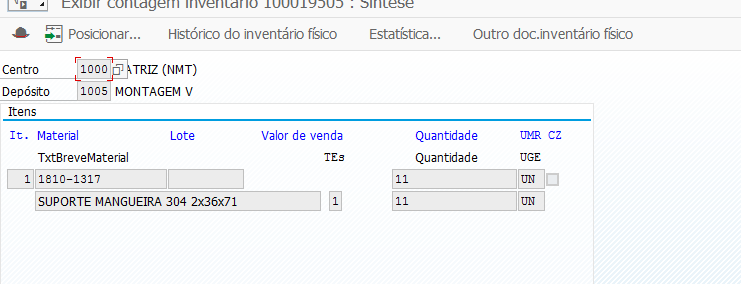 Exibir contagem inventário 100019505 : Síntese
Posicionar... Histórico do inventário físico Estatística... Outro doc.inventário físico
Centro 1000 (NMT)
Depósito 1005 MONTAGEM V
Itens
It. Material Lote Valor de venda Quantidade UMR CZ
TxtBreveMaterial TEs Quantidade UGE
1 1810-1317 11 UN
SUPORTE MANGUEIRA 304 2x36x71 1 11 UN